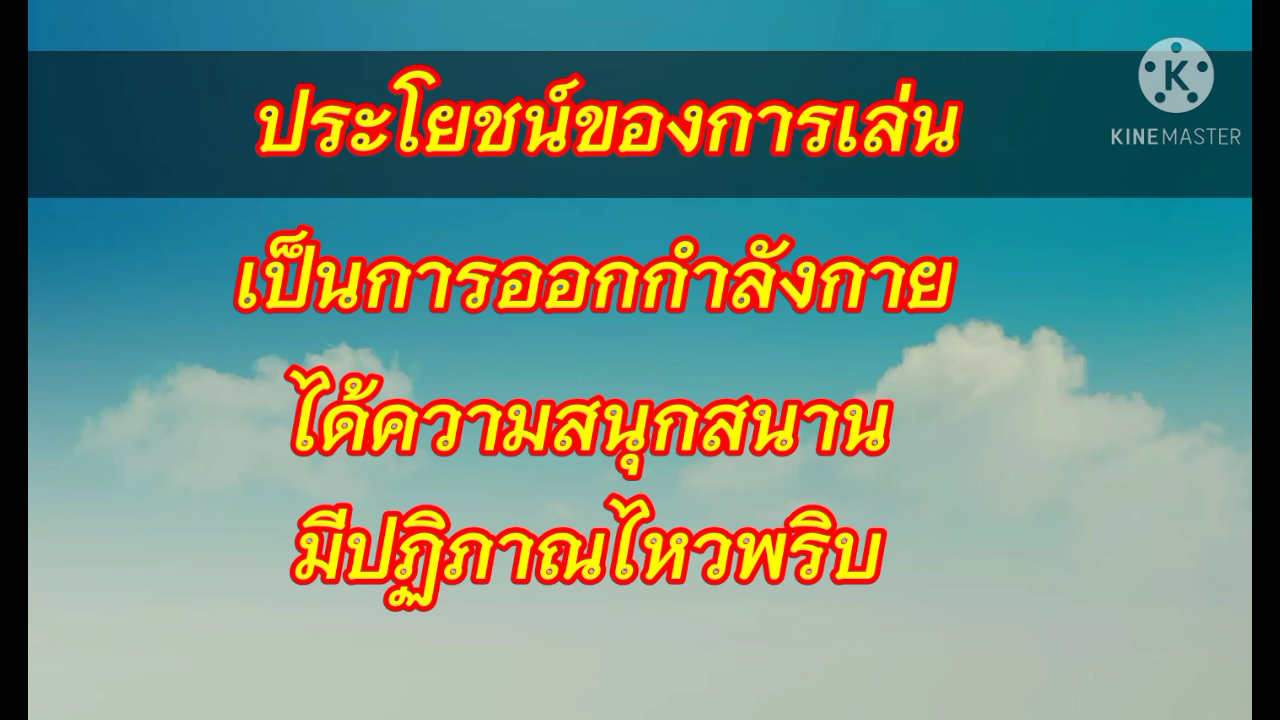 ประโยชน์ของการเล่น
KINEMASTER
เป็นการออกกำลังกาย
ได้ความสนุกสนาน
มีปฏิภาณไหวพริบ